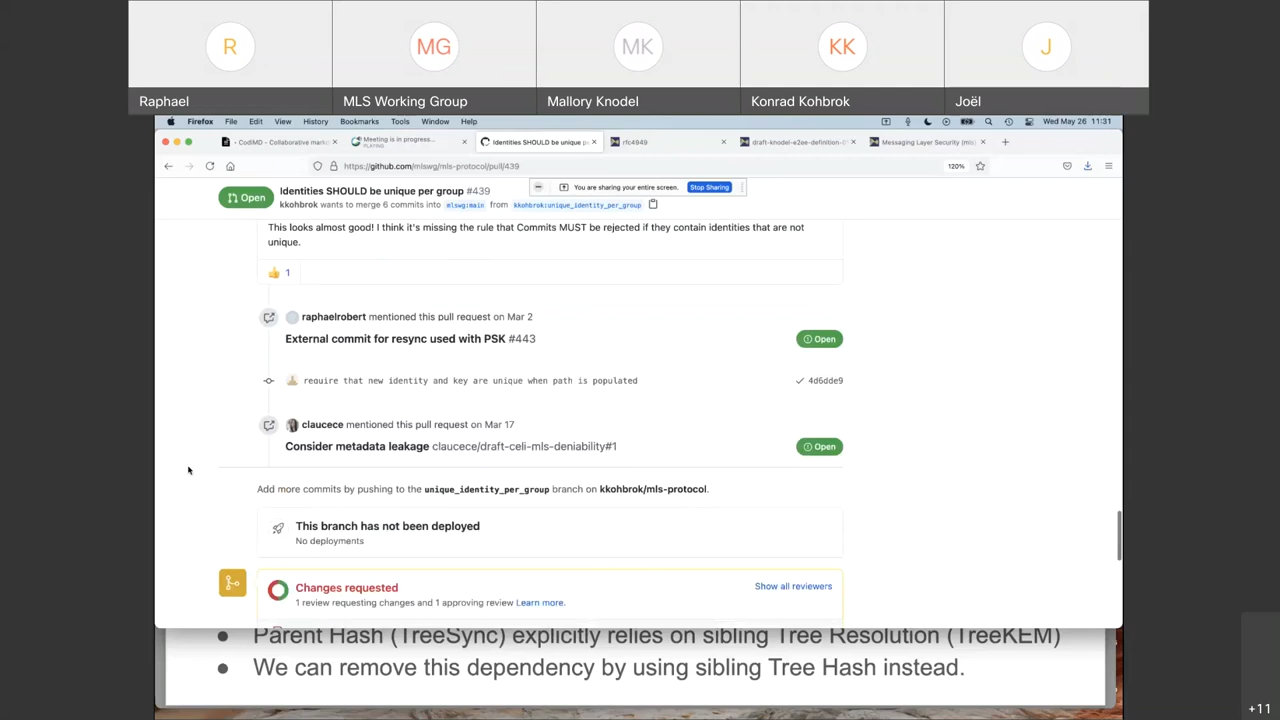 R
MG
MK
KK
J
Raphael
MLS Working Group
Mallory Knodel
Konrad Kohbrok
Joël
Firefox File Edit View History Bookmarks Tools Window Help
Wed May 26 11:31
CodiMD - Collaborative mark
Meeting is in progress...
PLAYING
Identities SHOULD be unique p
rfc4949
draft-knodel-e2ee-definition-0
Messaging Layer Security (mls
https://github.com/mlswg/mls-protocol/pull/439
120%
Open
Identities SHOULD be unique per group #439
You are sharing your entire screen. Stop Sharing
kkohbrok wants to merge 6 commits into mlswg:main from kkohbrok:unique_identity_per_group
This looks almost good! I think it's missing the rule that Commits MUST be rejected if they contain identities that are not
unique.
👍 1
raphaelrobert mentioned this pull request on Mar 2
External commit for resync used with PSK #443
Open
require that new identity and key are unique when path is populated
4d6dde9
claucece mentioned this pull request on Mar 17
Consider metadata leakage claucece/draft-celi-mls-deniability#1
Open
Add more commits by pushing to the unique_identity_per_group branch on kkohbrok/mls-protocol.
This branch has not been deployed
No deployments
Changes requested
Show all reviewers
1 review requesting changes and 1 approving review Learn more.
● Parent Hash (TreeSync) explicitly relies on sibling Tree Resolution (TreeKEM)
● We can remove this dependency by using sibling Tree Hash instead.
+11